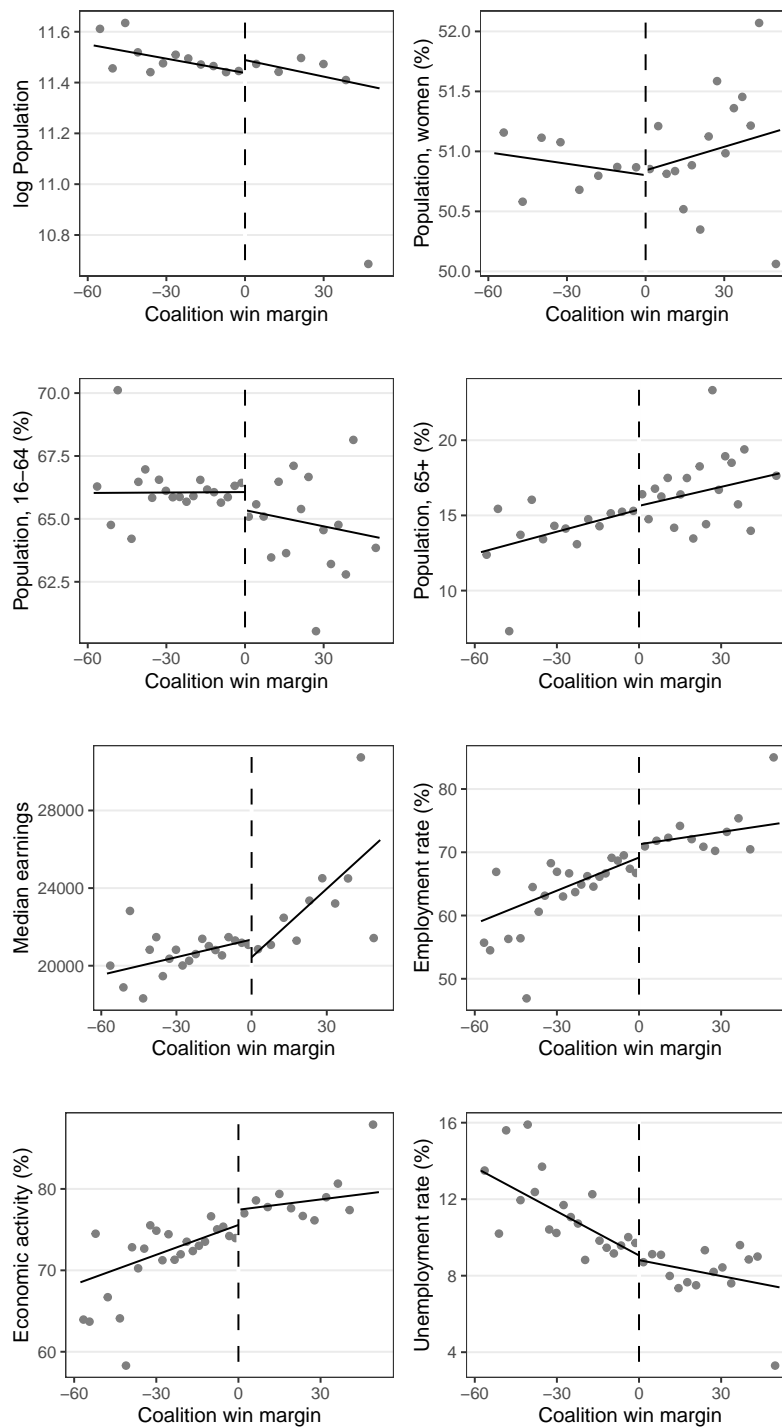 log Population
11.6
11.4
11.2
11.0
10.8
−60 −30 0 30
Coalition win margin
Population, women (%)
52.0
51.5
51.0
50.5
50.0
−60 −30 0 30
Coalition win margin
Population, 16−64 (%)
70.0
67.5
65.0
62.5
−60 −30 0 30
Coalition win margin
Population, 65+ (%)
20
15
10
−60 −30 0 30
Coalition win margin
Median earnings
28000
24000
20000
−60 −30 0 30
Coalition win margin
Employment rate (%)
80
70
60
50
−60 −30 0 30
Coalition win margin
Economic activity (%)
80
70
60
−60 −30 0 30
Coalition win margin
Unemployment rate (%)
16
12
8
4
−60 −30 0 30
Coalition win margin